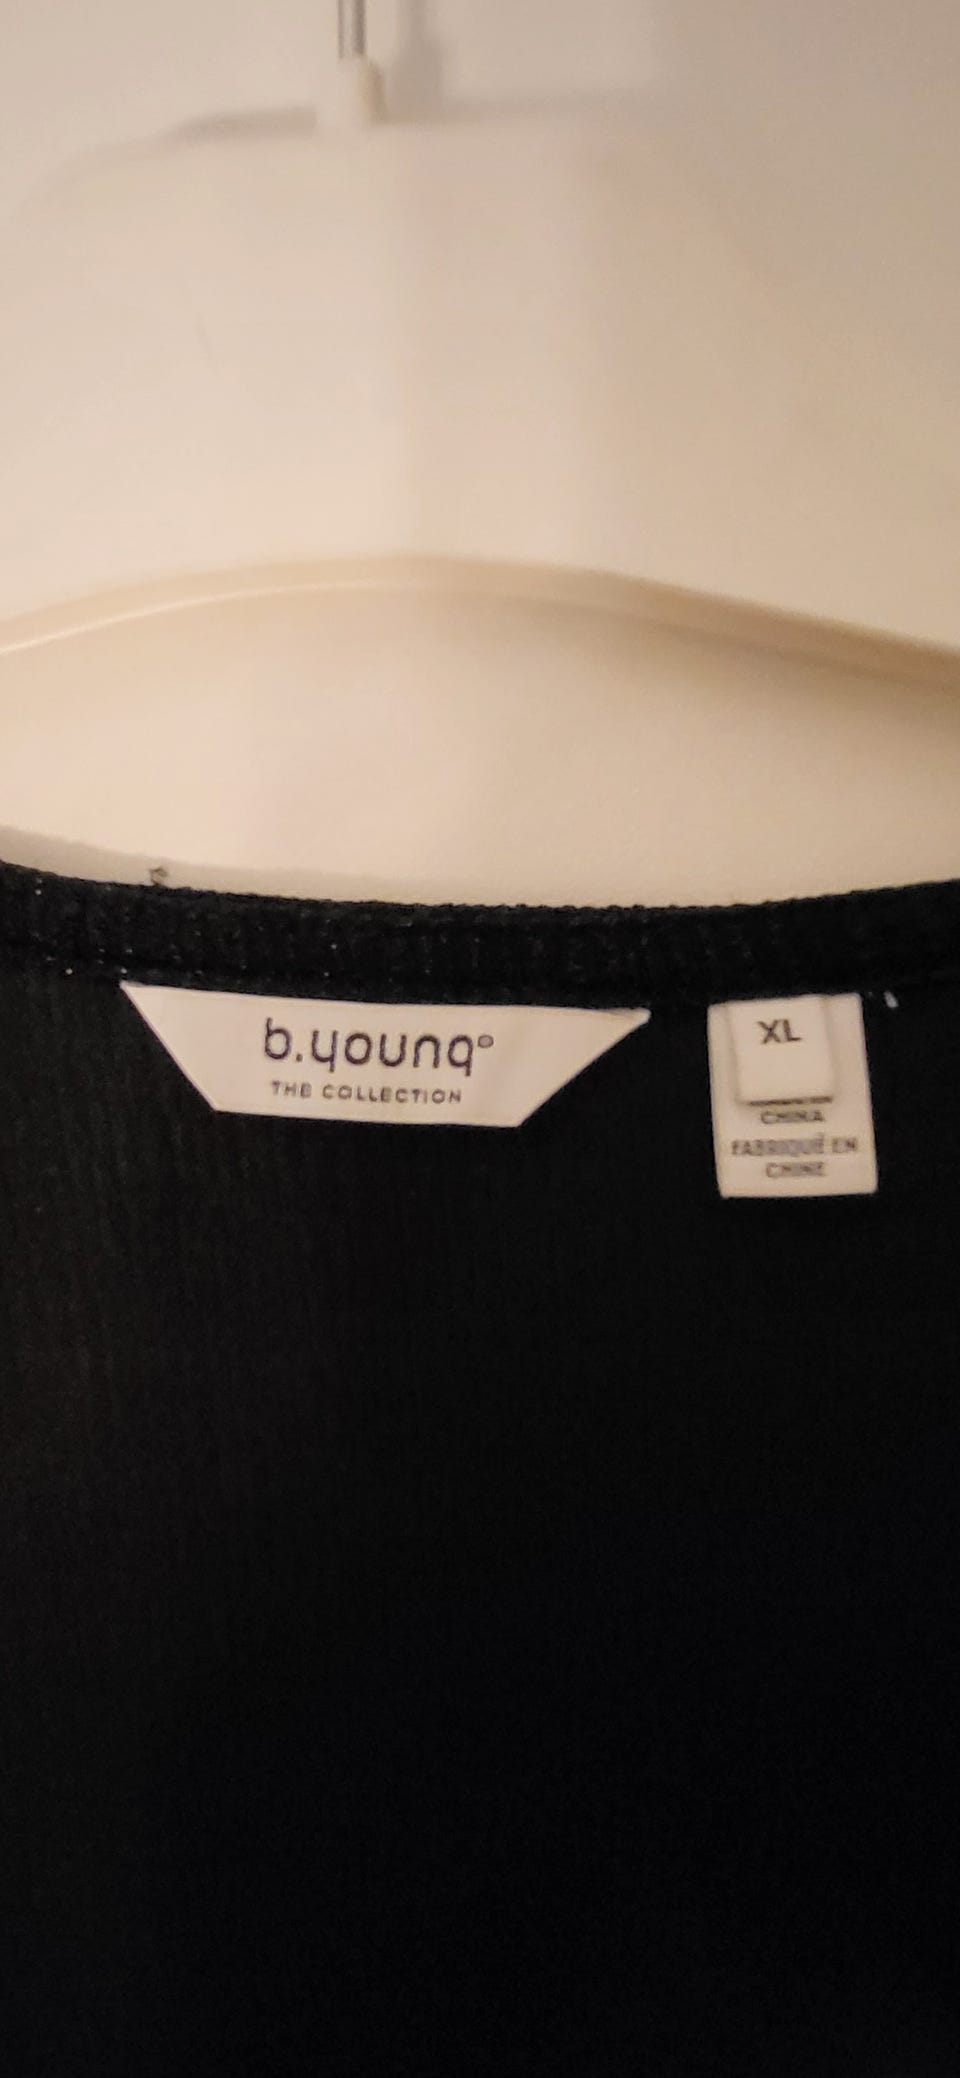 b.young°
THE COLLECTION
XL
CHINA
FABRIQUÉ EN
CHINE